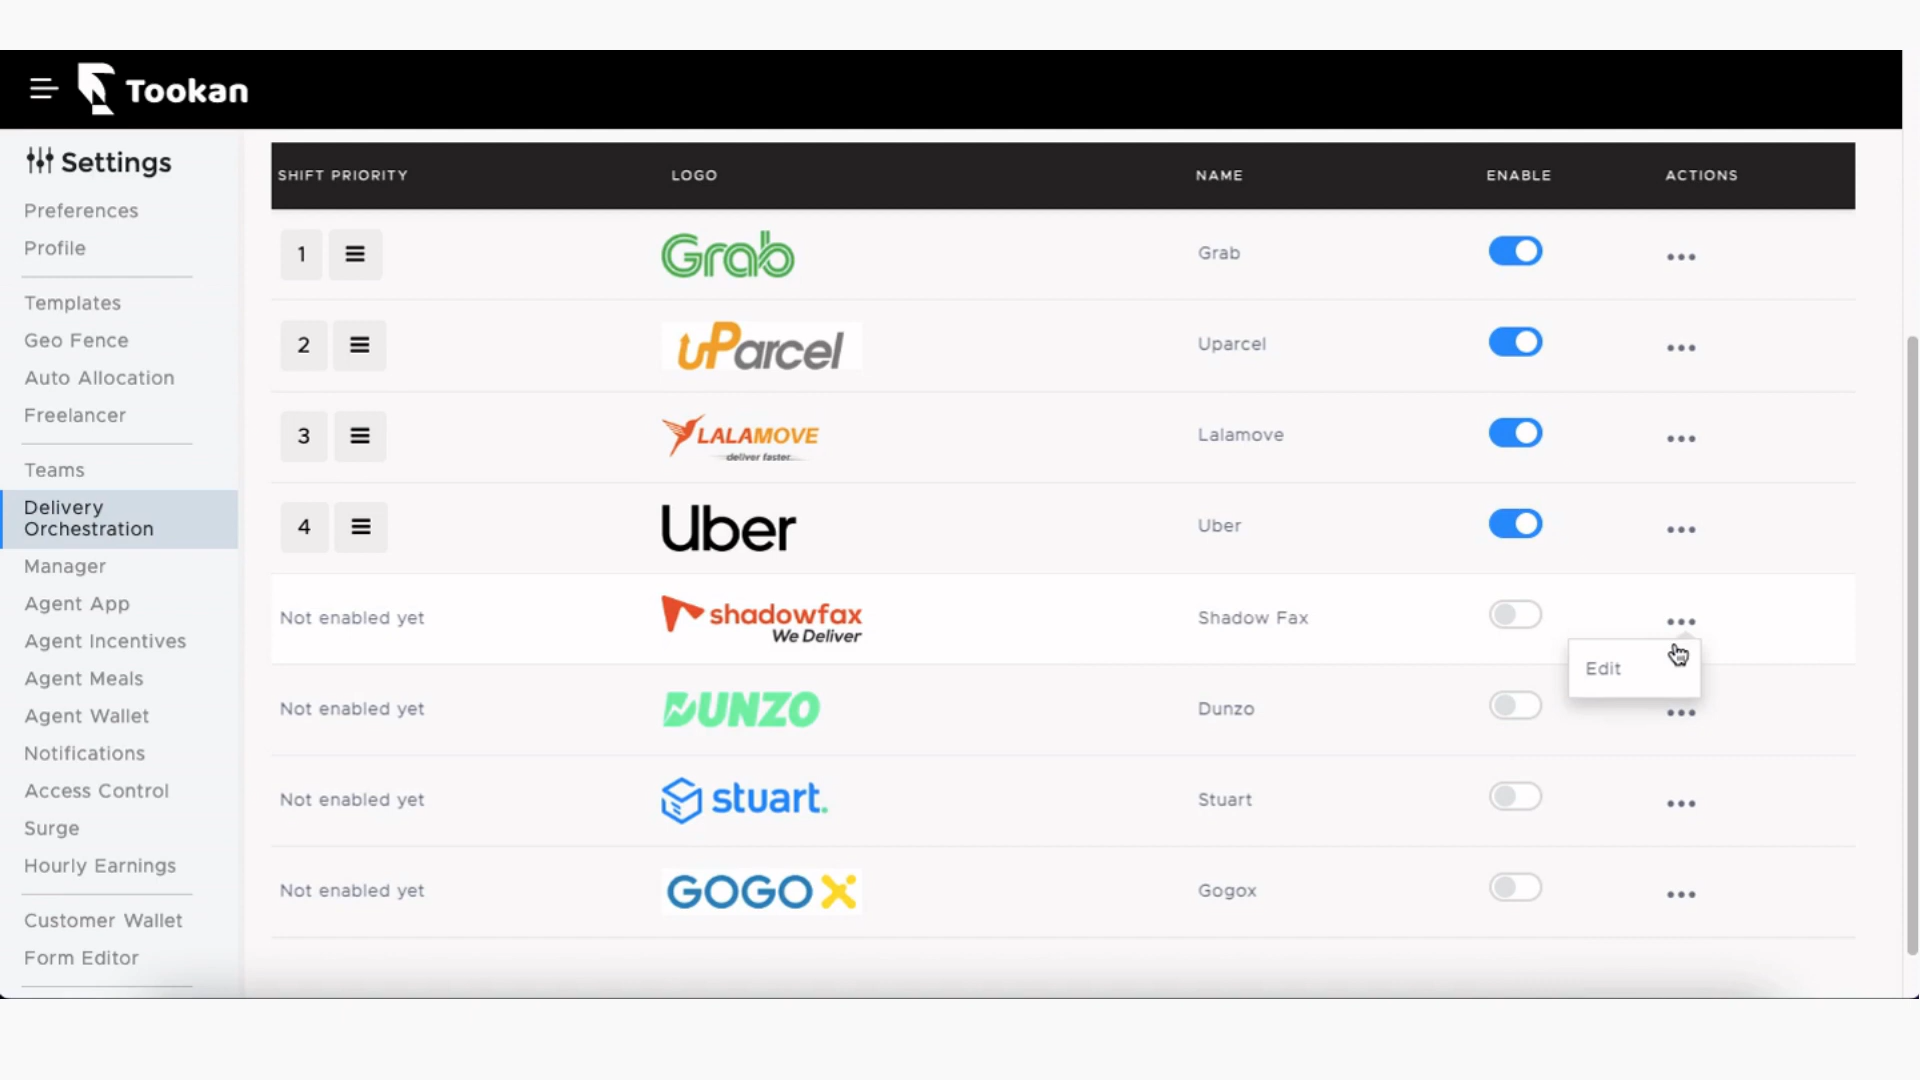 Tookan
Settings
Preferences
Profile
Templates
Geo Fence
Auto Allocation
Freelancer
Teams
Delivery
Orchestration
Manager
Agent App
Agent Incentives
Agent Meals
Agent Wallet
Notifications
Access Control
Surge
Hourly Earnings
Customer Wallet
Form Editor
SHIFT PRIORITY LOGO NAME ENABLE ACTIONS
1 Grab Grab
2 uParcel Uparcel
3 LALAMOVE Lalamove
deliver faster...
4 Uber Uber
Not enabled yet shadowfax Shadow Fax
We Deliver
Edit
Not enabled yet DUNZO Dunzo
Not enabled yet stuart. Stuart
Not enabled yet GOGOX Gogox